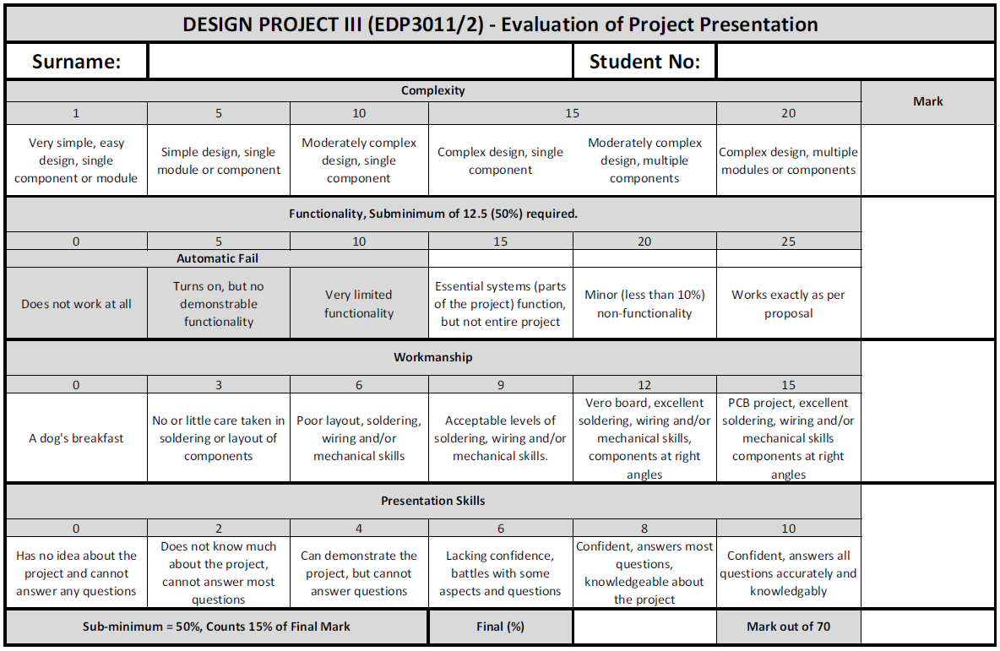 DESIGN PROJECT III (EDP3011/2) - Evaluation of Project Presentation
Surname:
Student No:
Complexity
Mark
1
5
10
15
20
Very simple, easy
design, single
component or module
Simple design, single
module or component
Moderately complex
design, single
component
Complex design, single
component
Moderately complex
design, multiple
components
Complex design, multiple
modules or components
Functionality, Subminimum of 12.5 (50%) required.
0
5
10
15
20
25
Automatic Fail
Does not work at all
Turns on, but no
demonstrable
functionality
Very limited
functionality
Essential systems (parts
of the project) function,
but not entire project
Minor (less than 10%)
non-functionality
Works exactly as per
proposal
Workmanship
0
3
6
9
12
15
A dog's breakfast
No or little care taken in
soldering or layout of
components
Poor layout, soldering,
wiring and/or
mechanical skills
Acceptable levels of
soldering, wiring and/or
mechanical skills.
Vero board, excellent
soldering, wiring and/or
mechanical skills,
components at right
angles
PCB project, excellent
soldering, wiring and/or
mechanical skills
components at right
angles
Presentation Skills
0
2
4
6
8
10
Has no idea about the
project and cannot
answer any questions
Does not know much
about the project,
cannot answer most
questions
Can demonstrate the
project, but cannot
answer questions
Lacking confidence,
battles with some
aspects and questions
Confident, answers most
questions,
knowledgeable about
the project
Confident, answers all
questions accurately and
knowledgably
Sub-minimum = 50%, Counts 15% of Final Mark
Final (%)
Mark out of 70